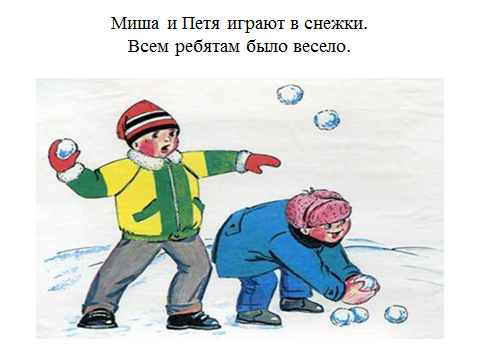 Миша и Петя играют в снежки.
Всем ребятам было весело.